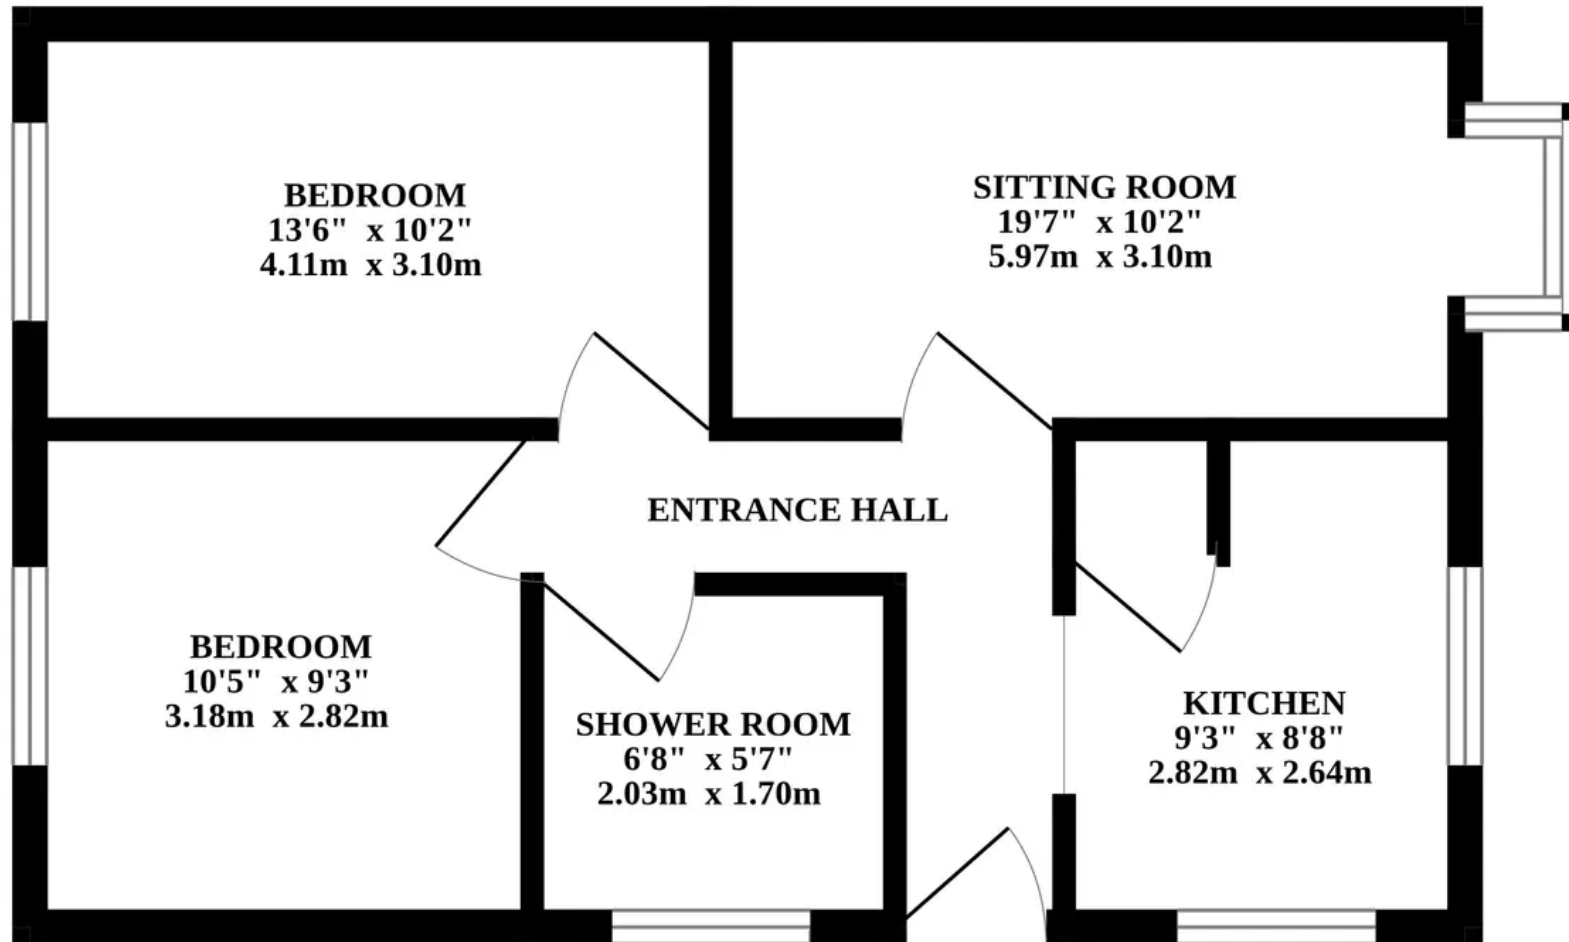 BEDROOM
13'6" x 10'2"
4.11m x 3.10m
SITTING ROOM
19'7" x 10'2"
5.97m x 3.10m
ENTRANCE HALL
BEDROOM
10'5" x 9'3"
3.18m x 2.82m
SHOWER ROOM
6'8" x 5'7"
2.03m x 1.70m
KITCHEN
9'3" x 8'8"
2.82m x 2.64m